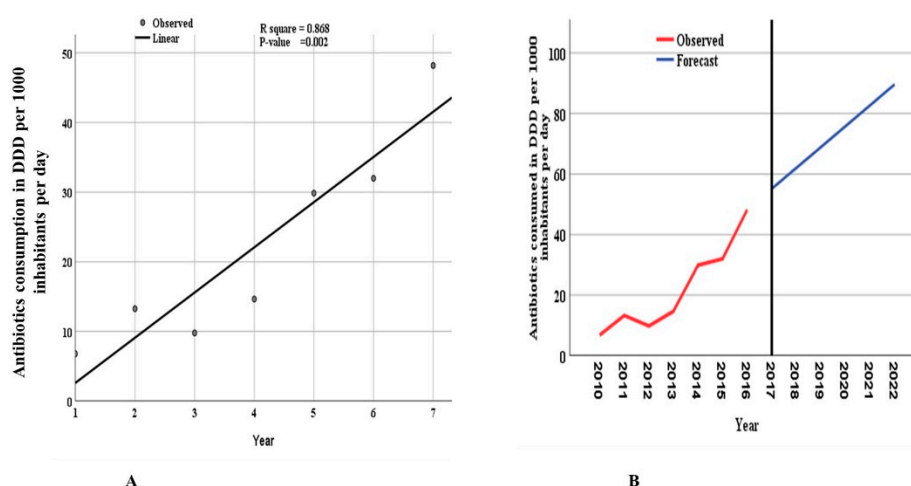 Observed
Linear
R square = 0.868
P-value =0.002
Antibiotics consumption in DDD per 1000
inhabitants per day
50
40
30
20
10
0
1 2 3 4 5 6 7
Year
A
Observed
Forecast
Antibiotics consumed in DDD per 1000
inhabitants per day
100
80
60
40
20
0
2010 2011 2012 2013 2014 2015 2016 2017 2018 2019 2020 2021 2022
Year
B